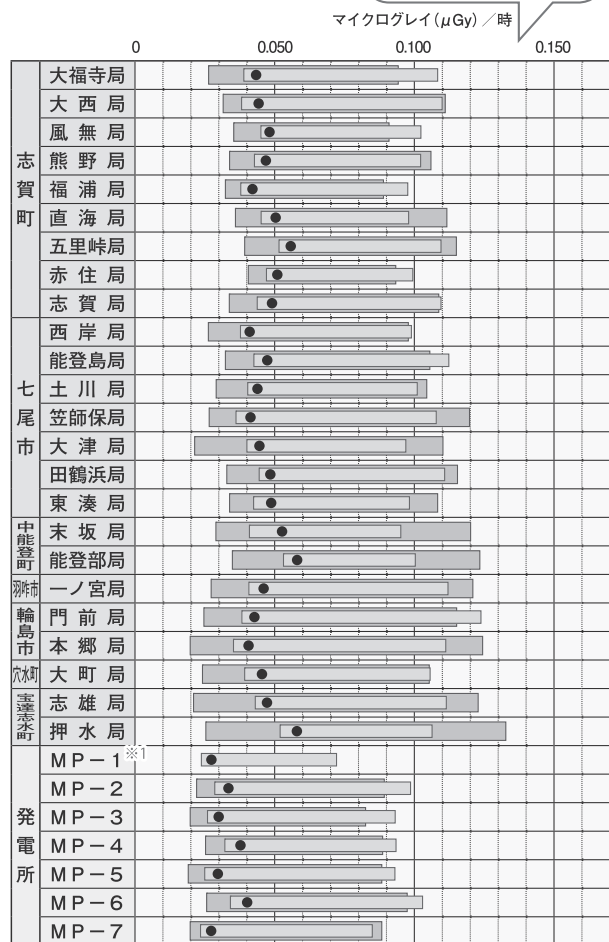 マイクログレイ(μGy)／時
0 0.050 0.100 0.150
志賀町
大福寺局
大西局
風無局
熊野局
福浦局
直海局
五里峠局
赤住局
志賀局
七尾市
西岸局
能登島局
土川局
笠師保局
大津局
田鶴浜局
東湊局
中能登町
末坂局
能登部局
羽咋市
一ノ宮局
輪島市
門前局
本郷局
穴水町
大町局
宝達志水町
志雄局
押水局
発電所
MP－1※1
MP－2
MP－3
MP－4
MP－5
MP－6
MP－7